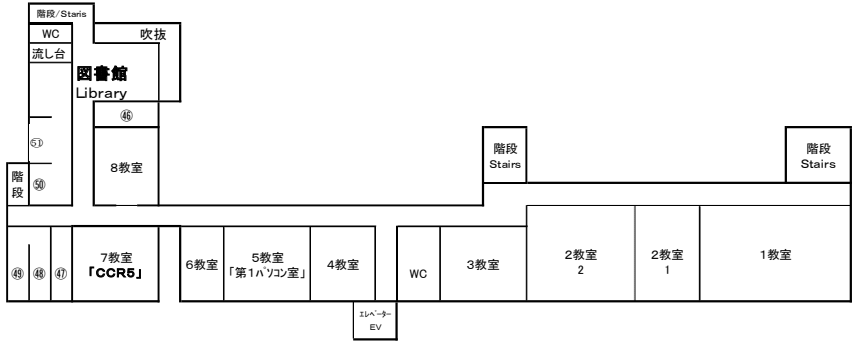 階段/Staris
WC
吹抜
流し台
図書館
Library
㊻
㊿
8教室
階段
Stairs
階段
Stairs
階
段
㊾
㊽
㊼
7教室
「CCR5」
6教室
5教室
「第1パソコン室」
4教室
WC
3教室
2教室
2
2教室
1
1教室
エレベーター
EV